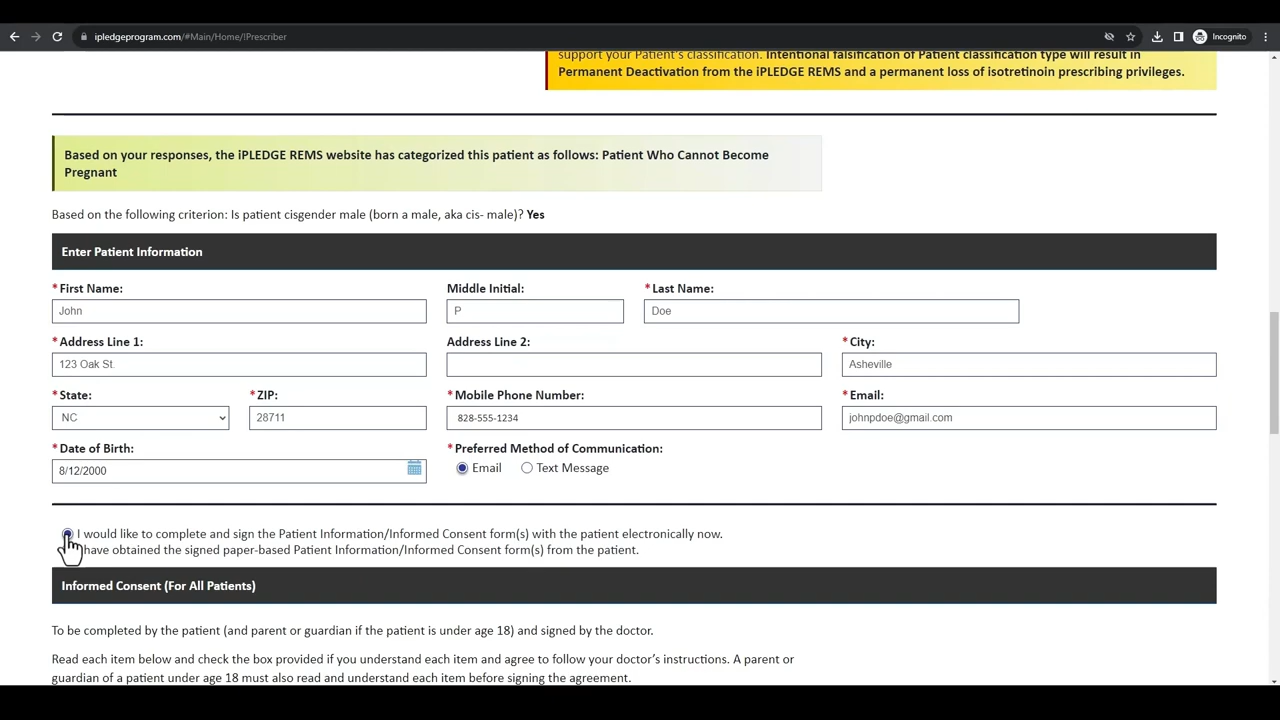 ipledgeprogram.com/#Main/Home/!Prescriber
Incognito
support your Patient's classification. Intentional falsification of Patient classification type will result in
Permanent Deactivation from the iPLEDGE REMS and a permanent loss of isotretinoin prescribing privileges.
Based on your responses, the iPLEDGE REMS website has categorized this patient as follows: Patient Who Cannot Become
Pregnant
Based on the following criterion: Is patient cisgender male (born a male, aka cis- male)? Yes
Enter Patient Information
*First Name: Middle Initial: *Last Name:
John P Doe
*Address Line 1: Address Line 2: *City:
123 Oak St. Asheville
*State: *ZIP: *Mobile Phone Number: *Email:
NC 28711 828-555-1234 johnpdoe@gmail.com
*Date of Birth: *Preferred Method of Communication:
8/12/2000 Email Text Message
I would like to complete and sign the Patient Information/Informed Consent form(s) with the patient electronically now.
have obtained the signed paper-based Patient Information/Informed Consent form(s) from the patient.
Informed Consent (For All Patients)
To be completed by the patient (and parent or guardian if the patient is under age 18) and signed by the doctor.
Read each item below and check the box provided if you understand each item and agree to follow your doctor's instructions. A parent or
guardian of a patient under age 18 must also read and understand each item before signing the agreement.